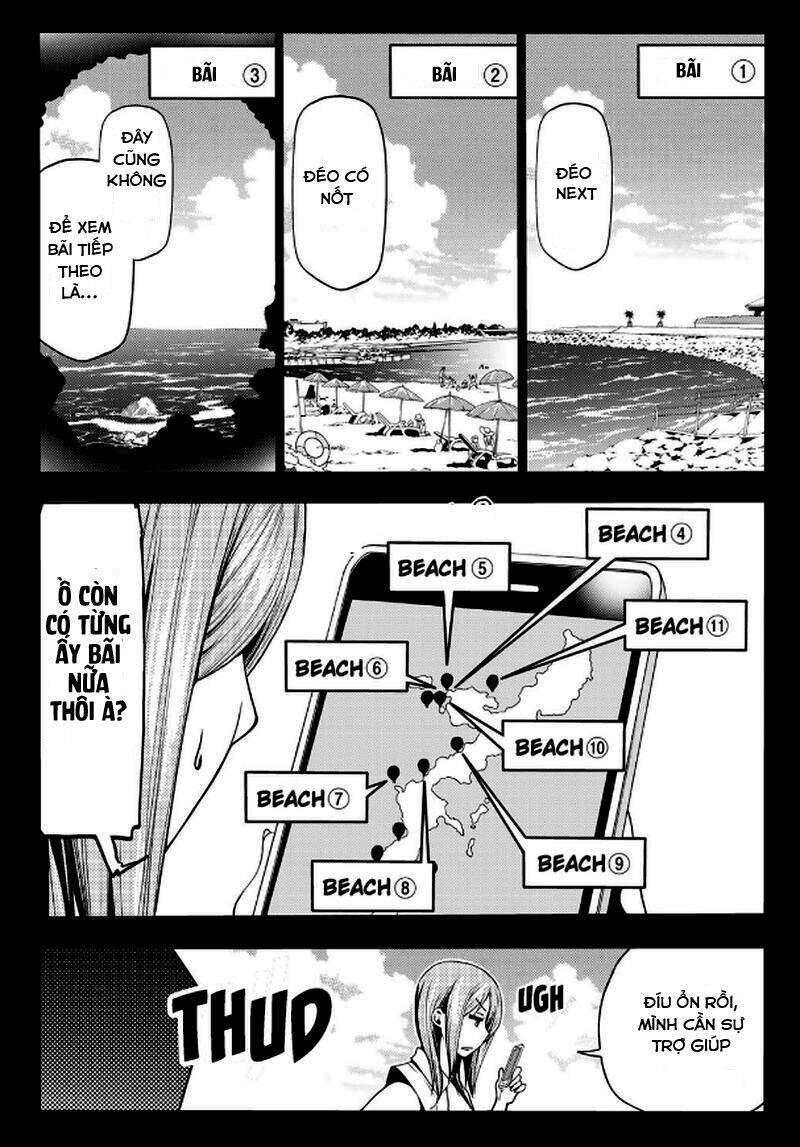 BÃI ①
ĐÉO
NEXT
BÃI ②
ĐÉO CÓ
NỐT
BÃI ③
ĐÂY
CŨNG
KHÔNG
ĐỂ XEM
BÃI TIẾP
THEO
LÀ...
BEACH ④
BEACH ⑤
BEACH ⑪
BEACH ⑥
BEACH ⑩
BEACH ⑦
BEACH ⑨
BEACH ⑧
Ồ CÒN
CÓ TỪNG
ẤY BÃI
NỮA
THÔI À?
ĐÍU ỔN RỒI,
MÌNH CẦN SỰ
TRỢ GIÚP
UGH
THUD